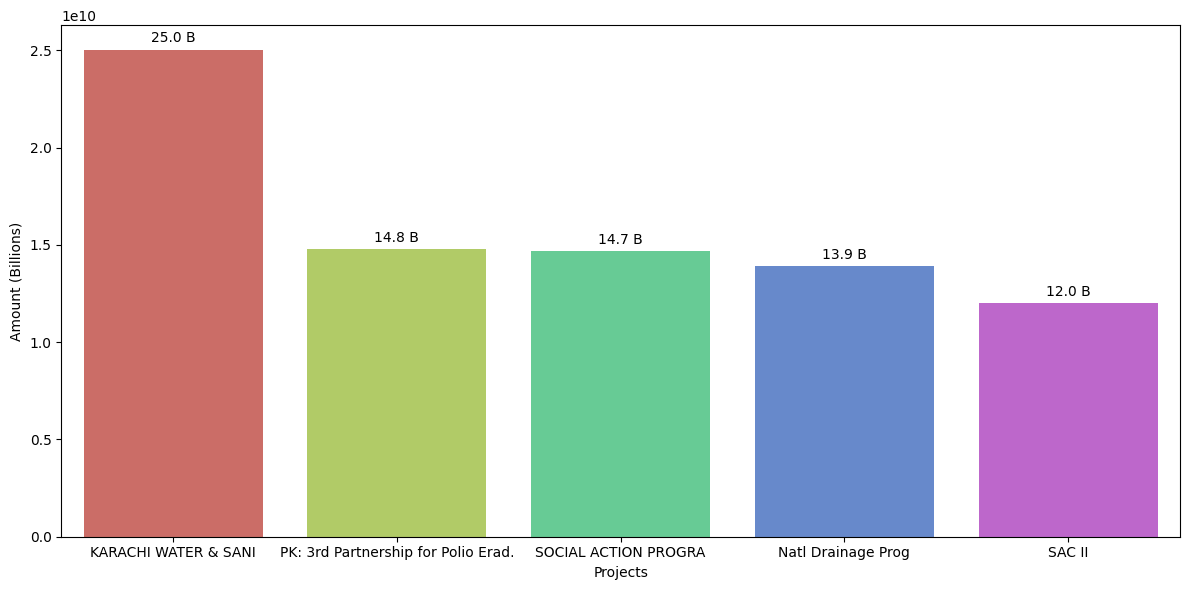 1e10
25.0 B
14.8 B
14.7 B
13.9 B
12.0 B
Amount (Billions)
2.5
2.0
1.5
1.0
0.5
0.0
KARACHI WATER & SANI
PK: 3rd Partnership for Polio Erad.
SOCIAL ACTION PROGRA
Natl Drainage Prog
SAC II
Projects